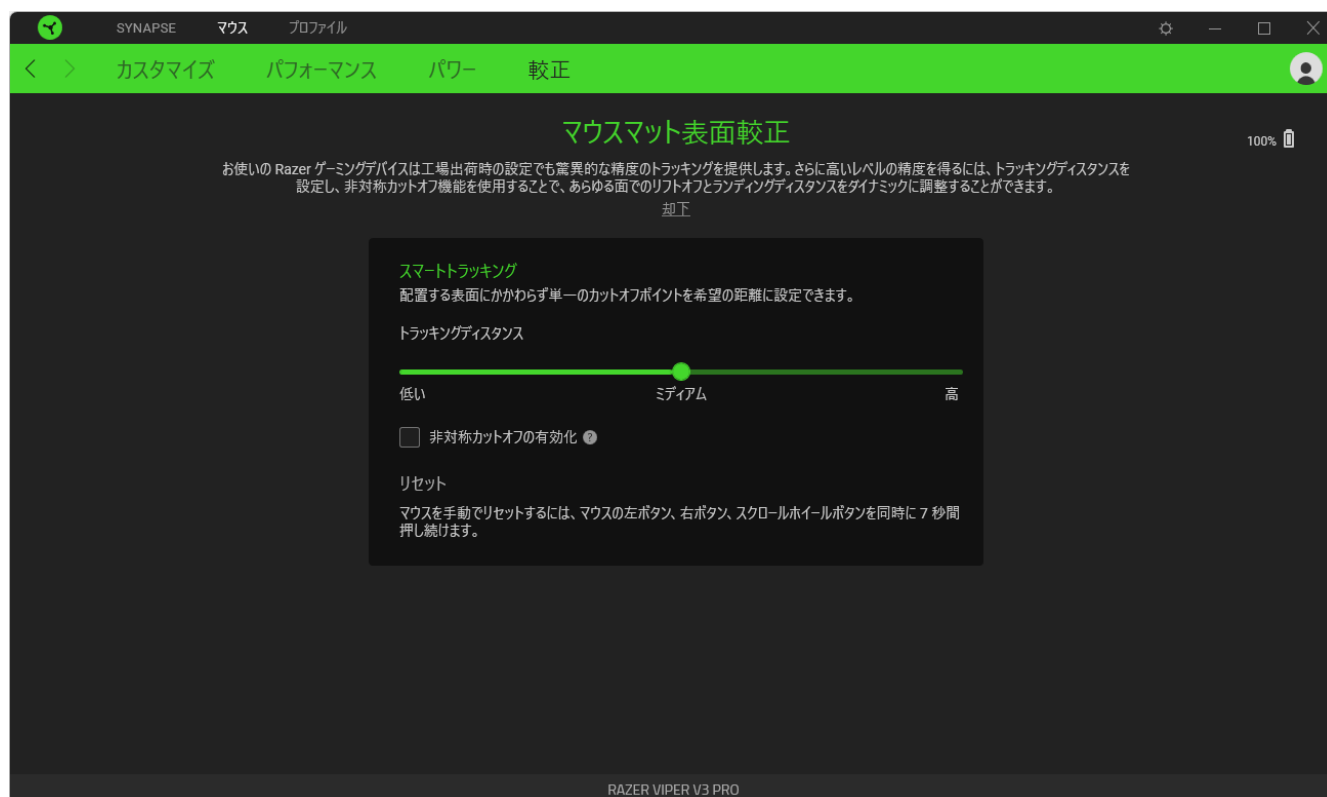 SYNAPSE マウス プロファイル
カスタマイズ パフォーマンス パワー 較正
マウスマット表面較正
100%
お使いの Razer ゲーミングデバイスは工場出荷時の設定でも驚異的な精度のトラッキングを提供します。さらに高いレベルの精度を得るには、トラッキングディスタンスを
設定し、非対称カットオフ機能を使用することで、あらゆる面でのリフトオフとランディングディスタンスをダイナミックに調整することができます。
却下
スマートトラッキング
配置する表面にかかわらず単一のカットオフポイントを希望の距離に設定できます。
トラッキングディスタンス
低い ミディアム 高
非対称カットオフの有効化 ?
リセット
マウスを手動でリセットするには、マウスの左ボタン、右ボタン、スクロールホイールボタンを同時に 7 秒間
押し続けます。
RAZER VIPER V3 PRO